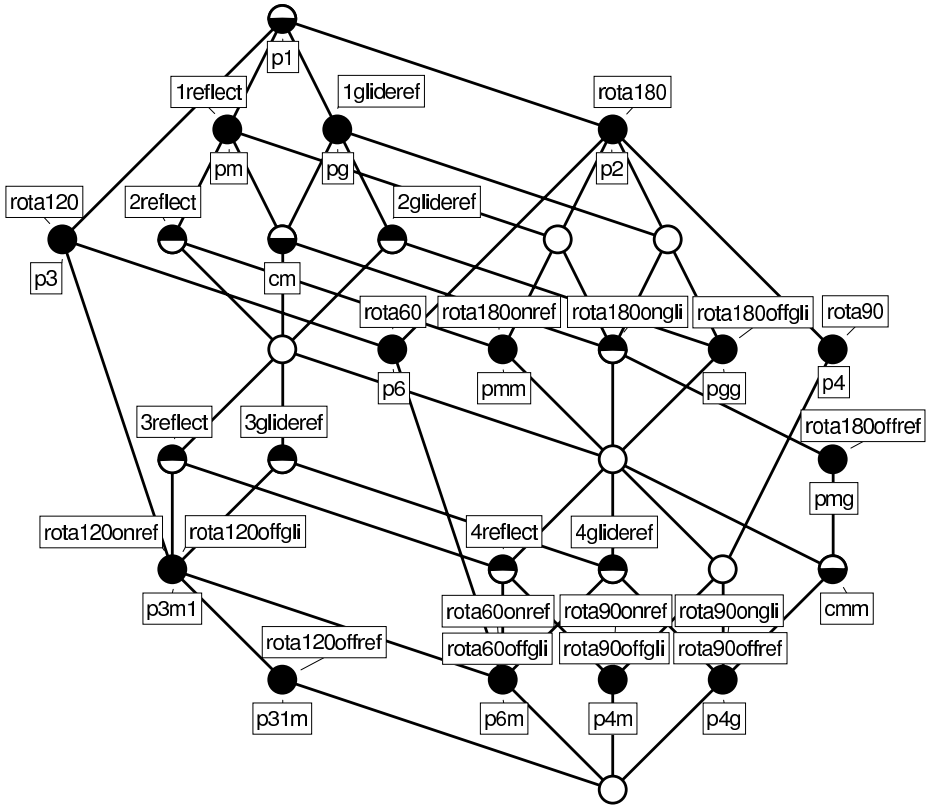 p1
1reflect
1glideref
rota180
pm
pg
p2
rota120
2reflect
2glideref
p3
cm
rota60
rota180onref
rota180ongli
rota180offgli
rota90
p6
pmm
pgg
p4
3reflect
3glideref
rota180offref
pmg
rota120onref
rota120offgli
4reflect
4glideref
p3m1
rota60onref
rota90onref
rota90ongli
cmm
rota120offref
rota60offgli
rota90offgli
rota90offref
p31m
p6m
p4m
p4g